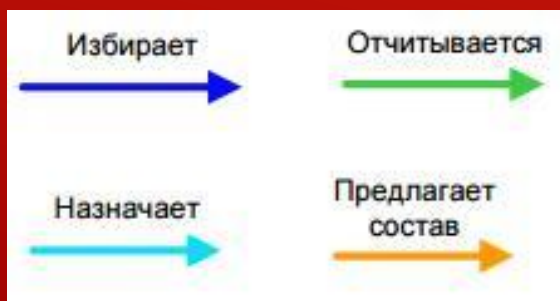 Избирает
Отчитывается
Назначает
Предлагает
состав